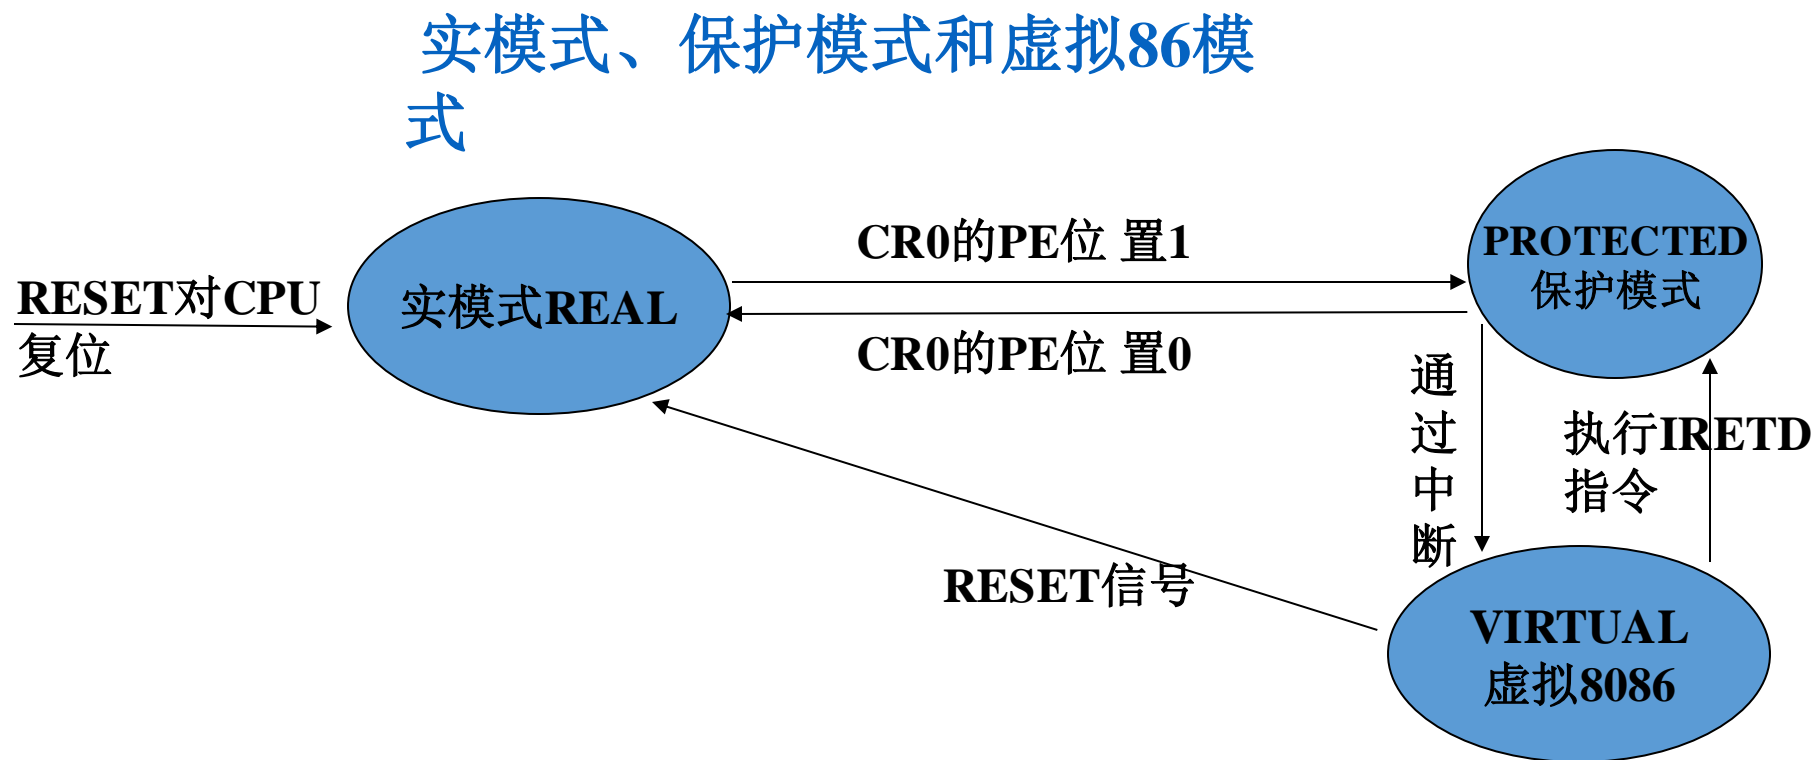 实模式、保护模式和虚拟86模
式
RESET对CPU
复位
实模式REAL
CR0的PE位 置1
CR0的PE位 置0
PROTECTED
保护模式
通
过
中
断
执行IRETD
指令
RESET信号
VIRTUAL
虚拟8086